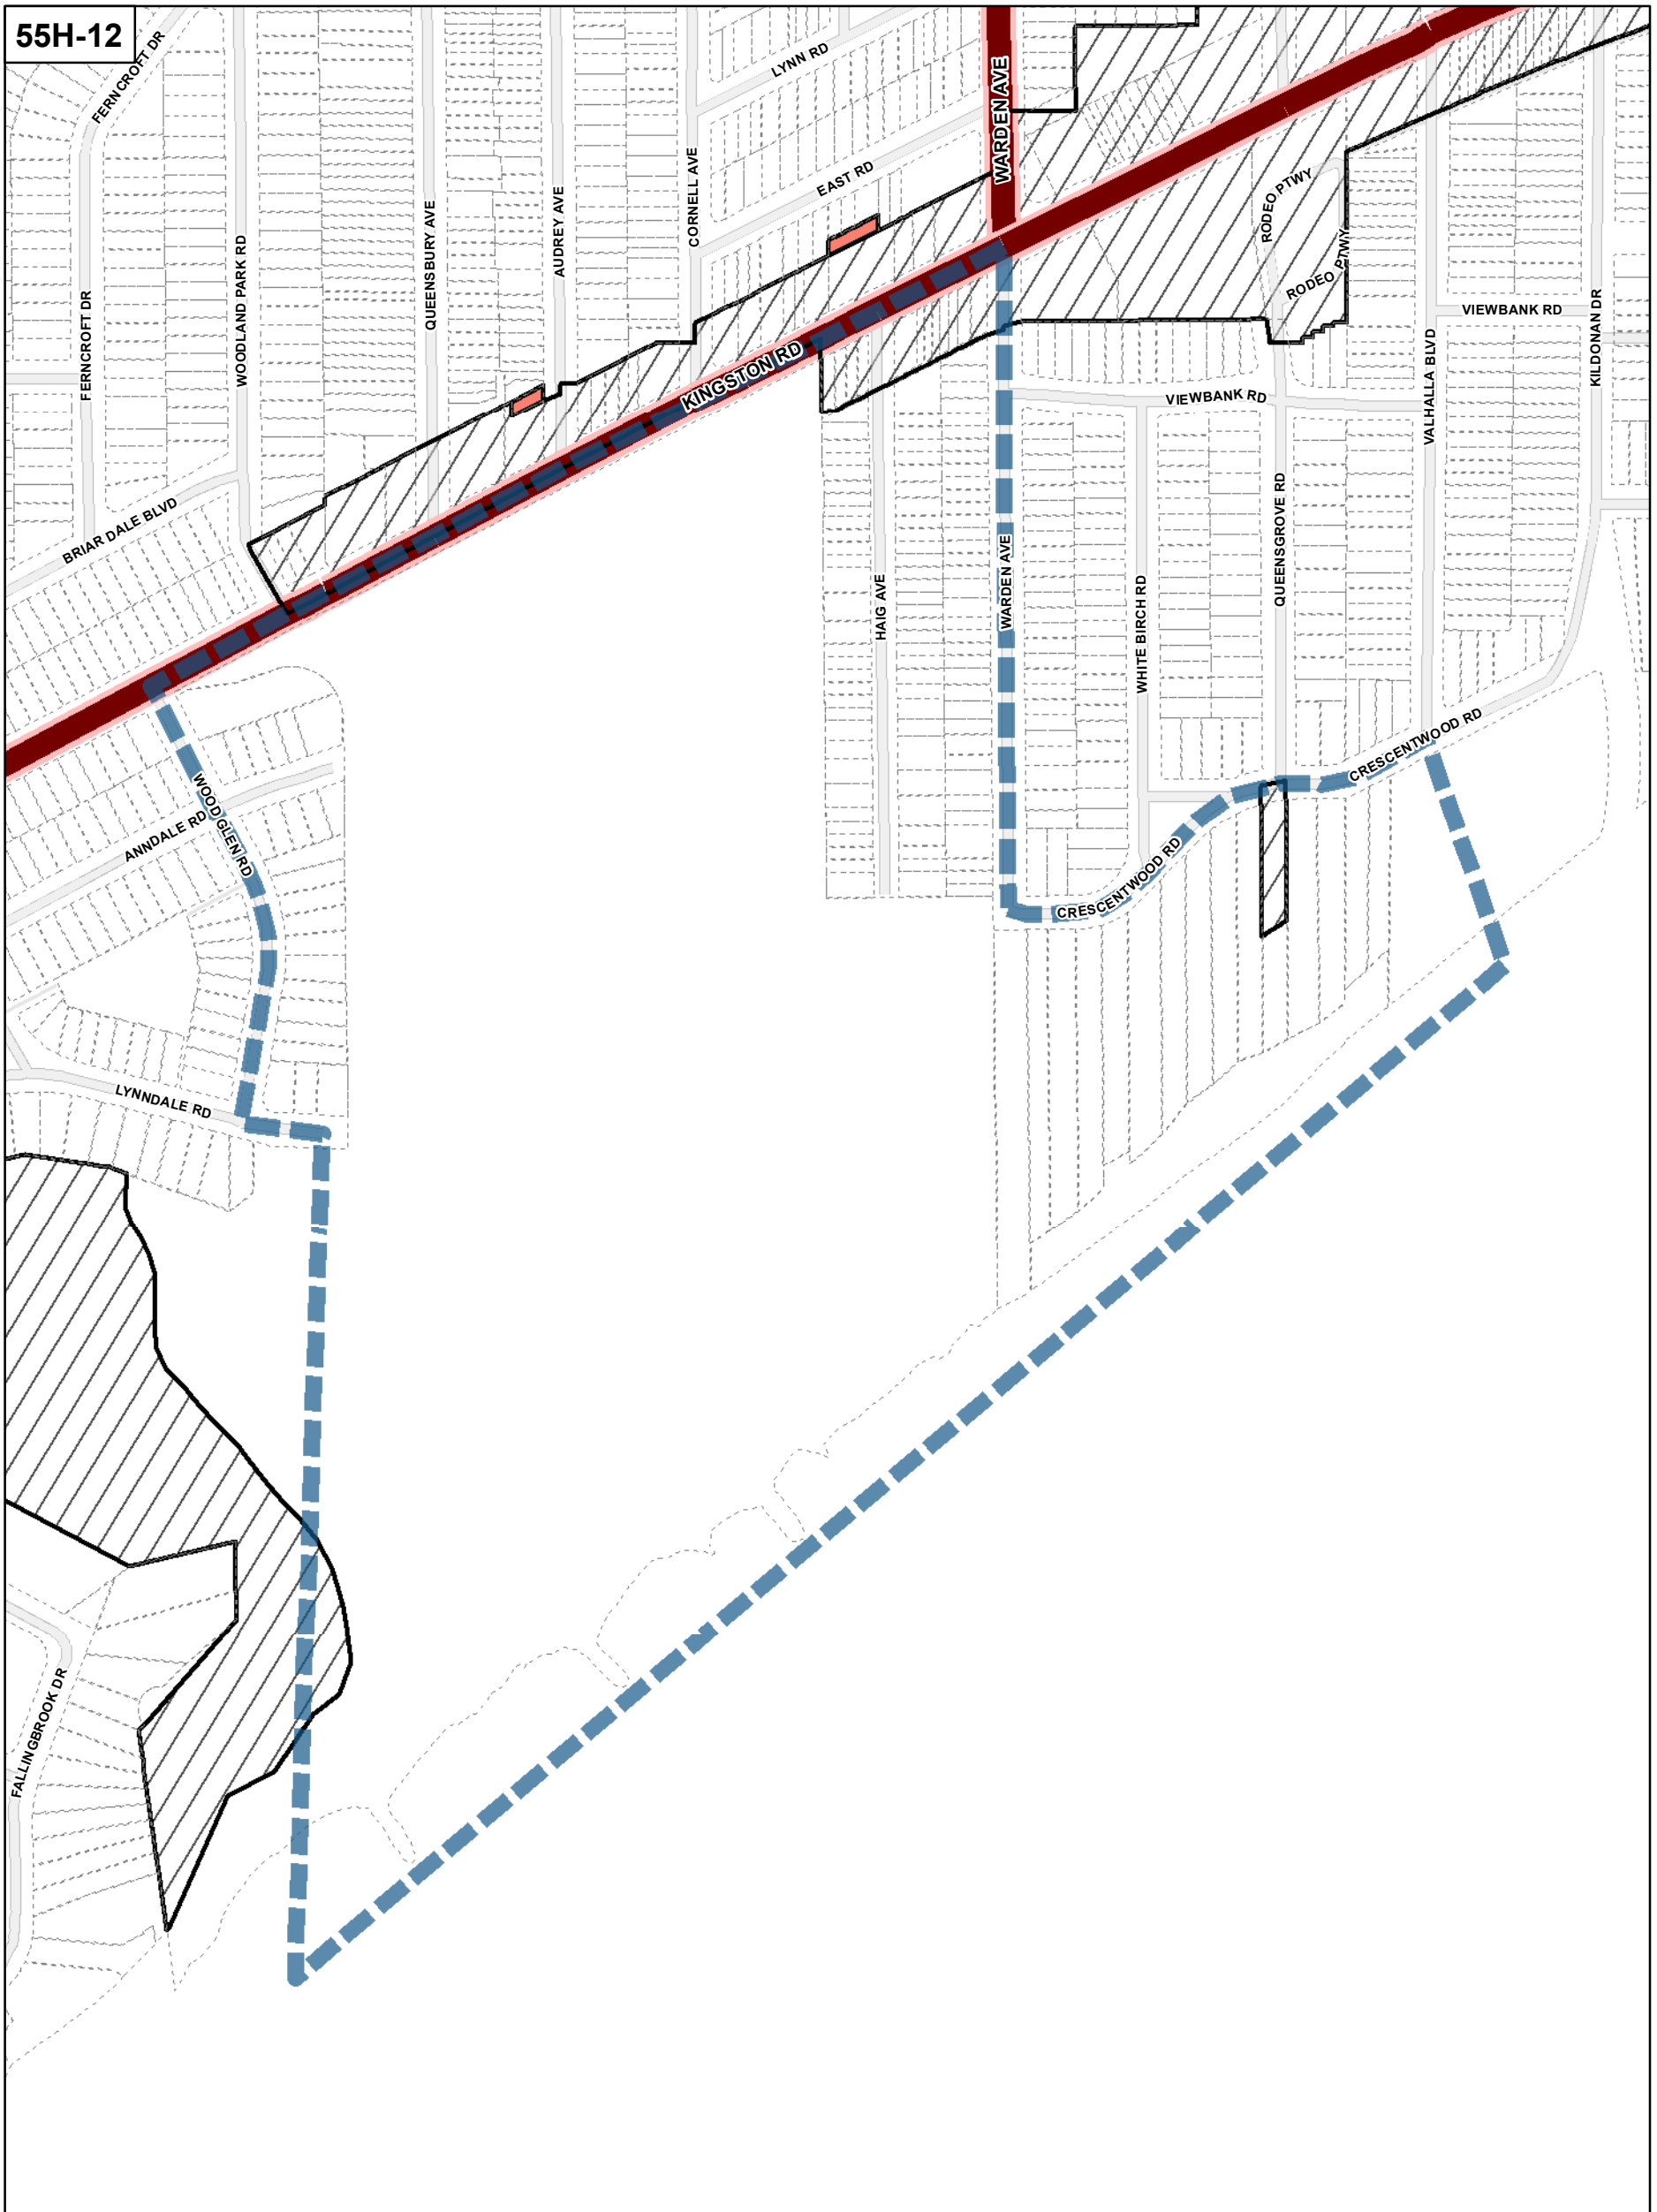 55H-12
FERNCROFT DR
LYNN RD
WARDEN AVE
EAST RD
CORNELL AVE
AUDREY AVE
QUEENSBURY AVE
WOODLAND PARK RD
FERNCROFT DR
RODEO PTWY
RODEO PTWY
VIEWBANK RD
KILDONAN DR
VALHALLA BLVD
KINGSTON RD
VIEWBANK RD
BRIAR DALE BLVD
QUEENSGROVE RD
WARDEN AVE
HAIG AVE
WHITE BIRCH RD
CRESCENTWOOD RD
WOOD GLEN RD
ANNDALE RD
CRESCENTWOOD RD
LYNNDALE RD
FALLINGBROOK DR